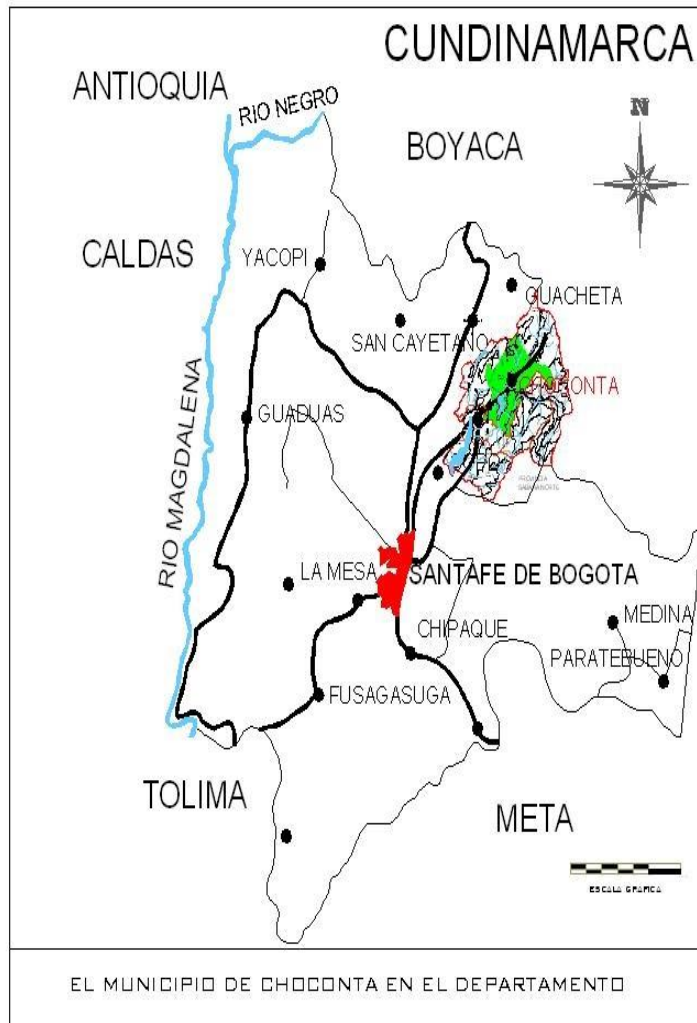 CUNDINAMARCA
ANTIOQUIA
RIO NEGRO
N
BOYACA
CALDAS
YACOPI
GUACHETA
SAN CAYETANO
GUADUAS
RIO MAGDALENA
LA MESA
SANTAFE DE BOGOTA
CHIPAQUE
MEDINA
PARATEBUENO
FUSAGASUGA
TOLIMA
META
ESCALA GRAFICA
EL MUNICIPIO DE CHOCONTA EN EL DEPARTAMENTO